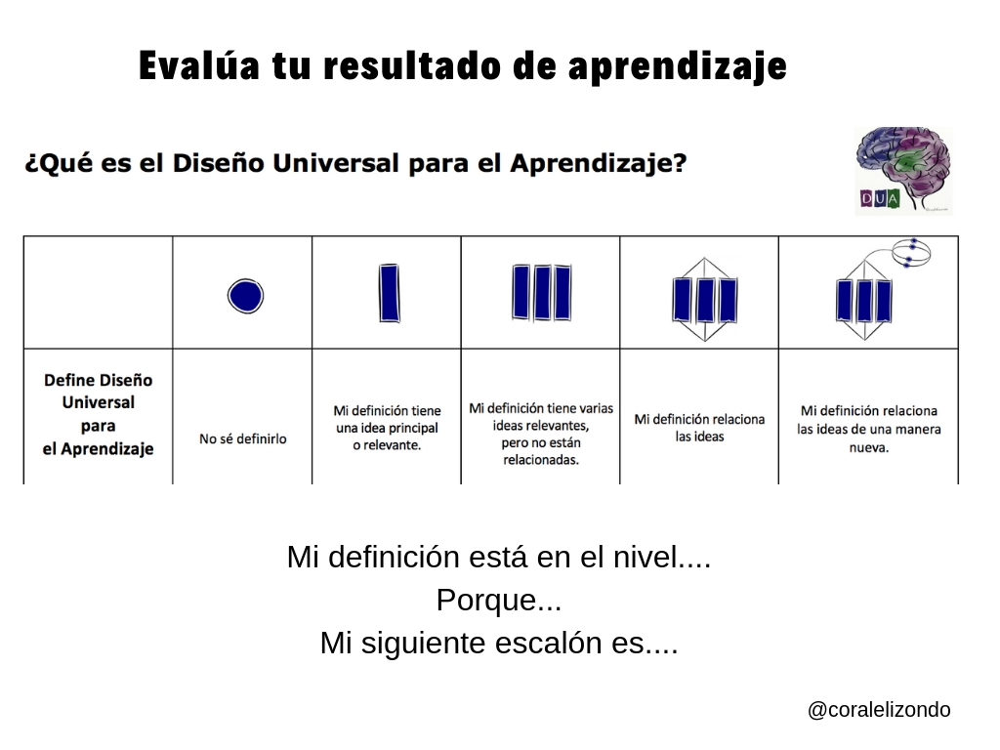 Evalúa tu resultado de aprendizaje
¿Qué es el Diseño Universal para el Aprendizaje?
DUA
Define Diseño
Universal
para
el Aprendizaje
No sé definirlo
Mi definición tiene
una idea principal
o relevante.
Mi definición tiene varias
ideas relevantes,
pero no están
relacionadas.
Mi definición relaciona
las ideas
Mi definición relaciona
las ideas de una manera
nueva.
Mi definición está en el nivel....
Porque...
Mi siguiente escalón es....
@coralelizondo